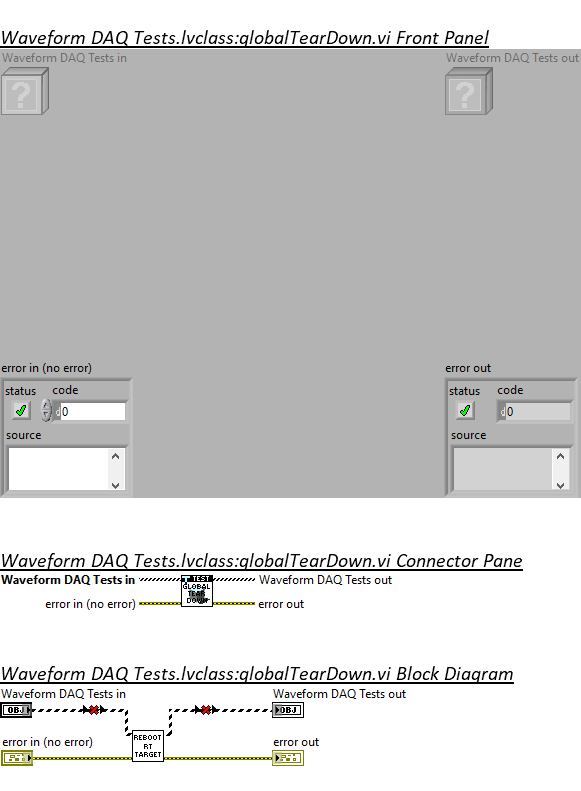 Waveform DAQ Tests.lvclass:globalTearDown.vi Front Panel
Waveform DAQ Tests in Waveform DAQ Tests out
? ?
error in (no error) error out
status code status code
d 0 d 0
source source
Waveform DAQ Tests.lvclass:globalTearDown.vi Connector Pane
Waveform DAQ Tests in TEST Waveform DAQ Tests out
GLOBAL
TEAR
error in (no error) DOWN error out
Waveform DAQ Tests.lvclass:globalTearDown.vi Block Diagram
Waveform DAQ Tests in Waveform DAQ Tests out
OBJ OBJ
error in (no error) REBOOT error out
RT
TARGET